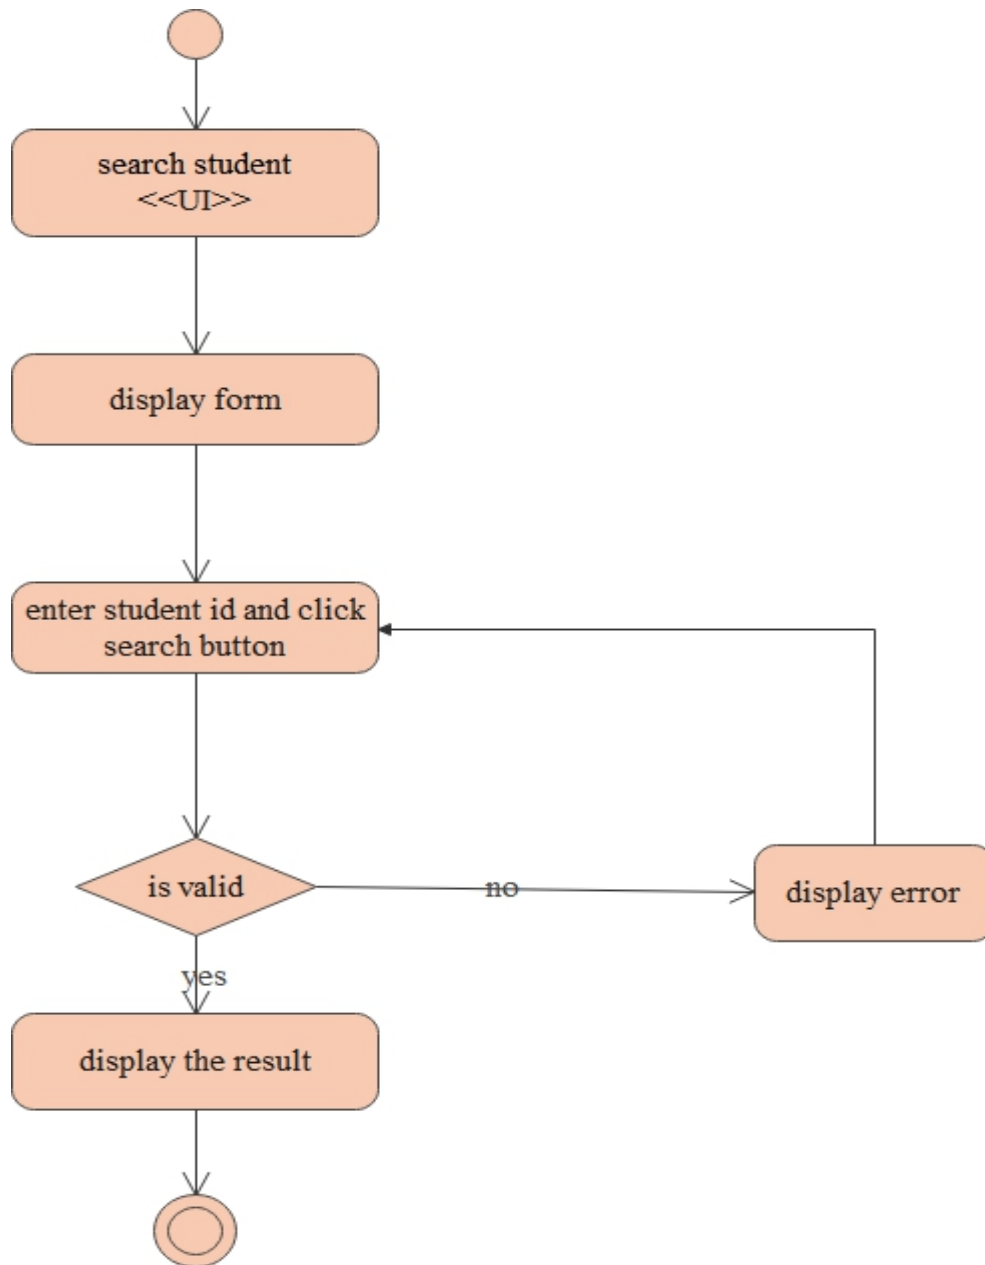 search student
<<UI>>
display form
enter student id and click
search button
is valid
no
display error
yes
display the result